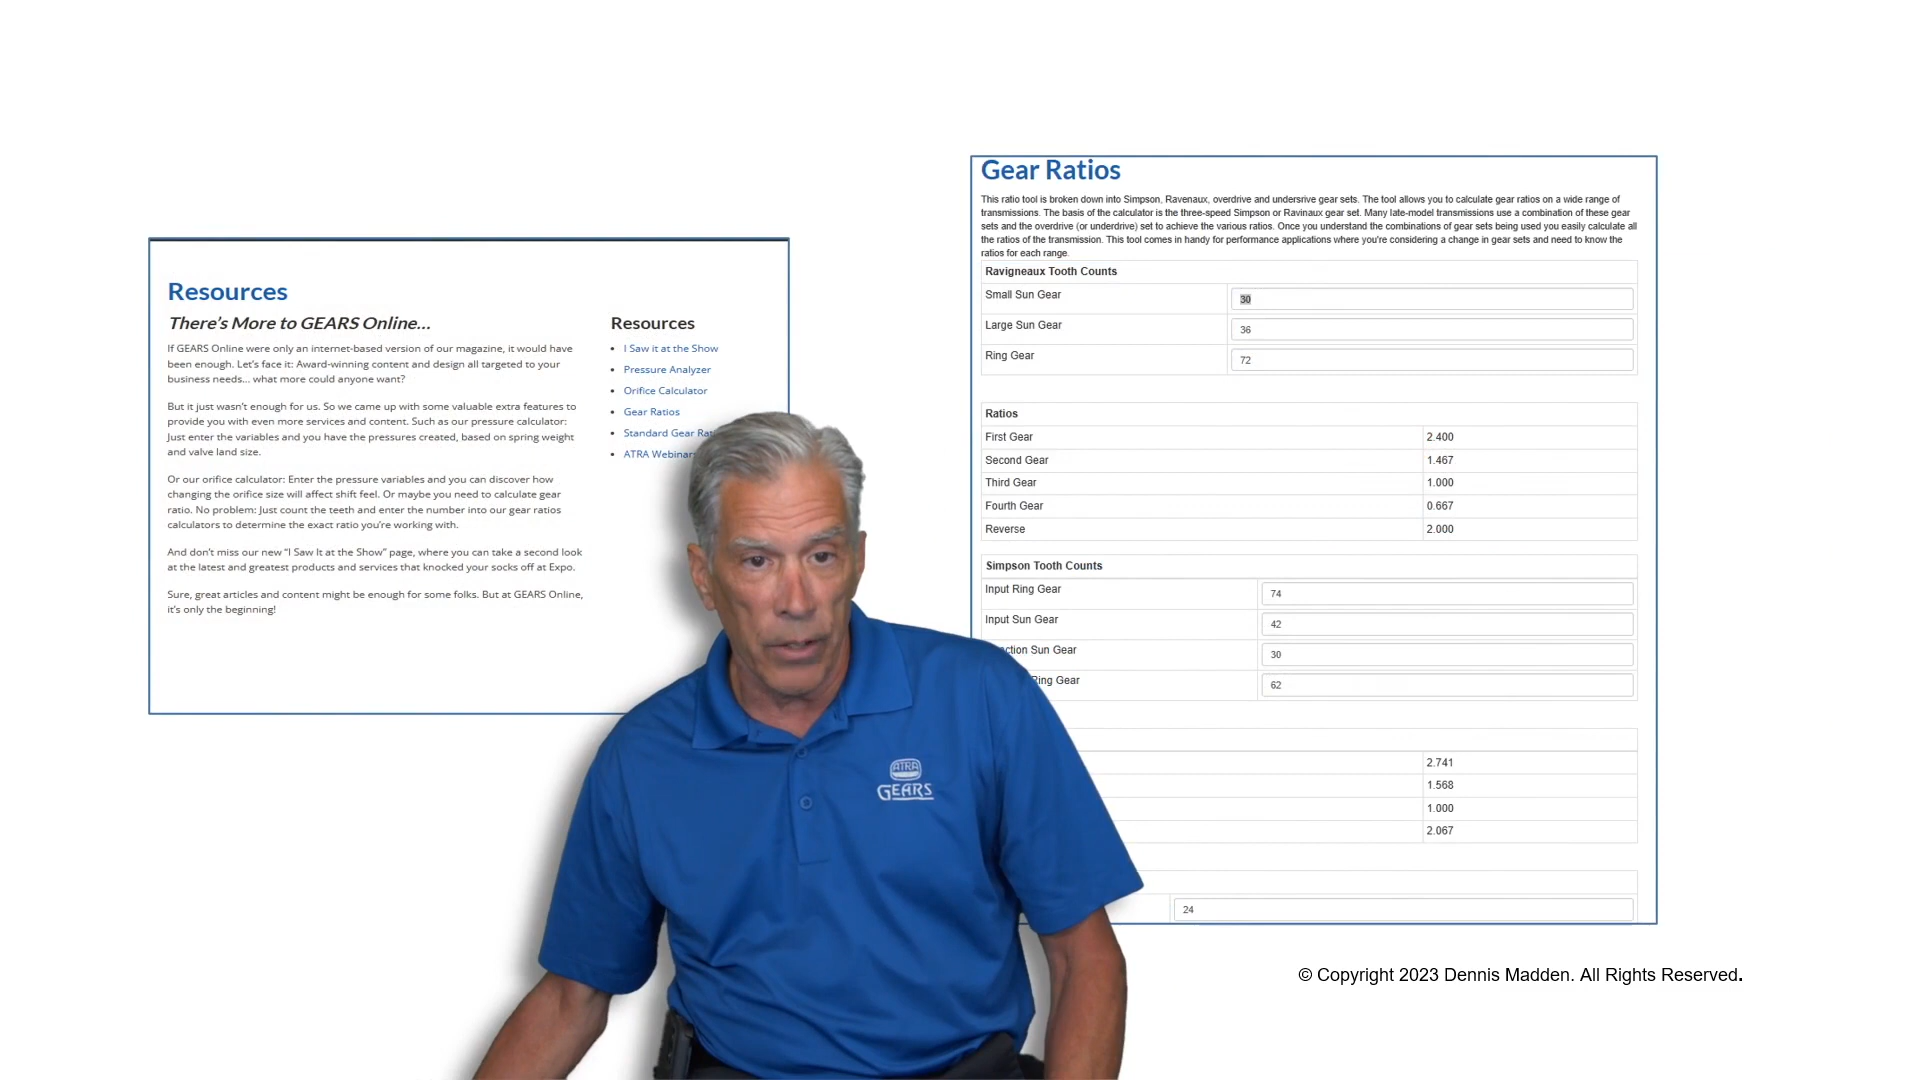 Resources
There’s More to GEARS Online...
If GEARS Online were only an internet-based version of our magazine, it would have
been enough. Let’s face it: Award-winning content and design all targeted to your
business needs... what more could anyone want?
But it just wasn’t enough for us. So we came up with some valuable extra features to
provide you with even more services and content. Such as our pressure calculator:
Just enter the variables and you have the pressures created, based on spring weight
and valve land size.
Or our orifice calculator: Enter the pressure variables and you can discover how
changing the orifice size will affect shift feel. Or maybe you need to calculate gear
ratio. No problem: Just count the teeth and enter the number into our gear ratios
calculators to determine the exact ratio you’re working with.
And don’t miss our new “I Saw It at the Show” page, where you can take a second look
at the latest and greatest products and services that knocked your socks off at Expo.
Sure, great articles and content might be enough for some folks. But at GEARS Online,
it’s only the beginning!
Resources
• I Saw it at the Show
• Pressure Analyzer
• Orifice Calculator
• Gear Ratios
• Standard Gear
• ATRA
Gear Ratios
This ratio tool is broken down into Simpson, Ravenaux, overdrive and undersrive gear sets. The tool allows you to calculate gear ratios on a wide range of
transmissions. The basis of the calculator is the three-speed Simpson or Ravinaux gear set. Many late-model transmissions use a combination of these gear
sets and the overdrive (or underdrive) set to achieve the various ratios. Once you understand the combinations of gear sets being used you easily calculate all
the ratios of the transmission. This tool comes in handy for performance applications where you're considering a change in gear sets and need to know the
ratios for each range.
Ravigneaux Tooth Counts
Small Sun Gear 30
Large Sun Gear 36
Ring Gear 72
Ratios
First Gear 2.400
Second Gear 1.467
Third Gear 1.000
Fourth Gear 0.667
Reverse 2.000
Simpson Tooth Counts
Input Ring Gear 74
Input Sun Gear 42
Sun Gear 30
Ring Gear 62
2.741
1.568
1.000
2.067
24
ATRA
GEARS
© Copyright 2023 Dennis Madden. All Rights Reserved.